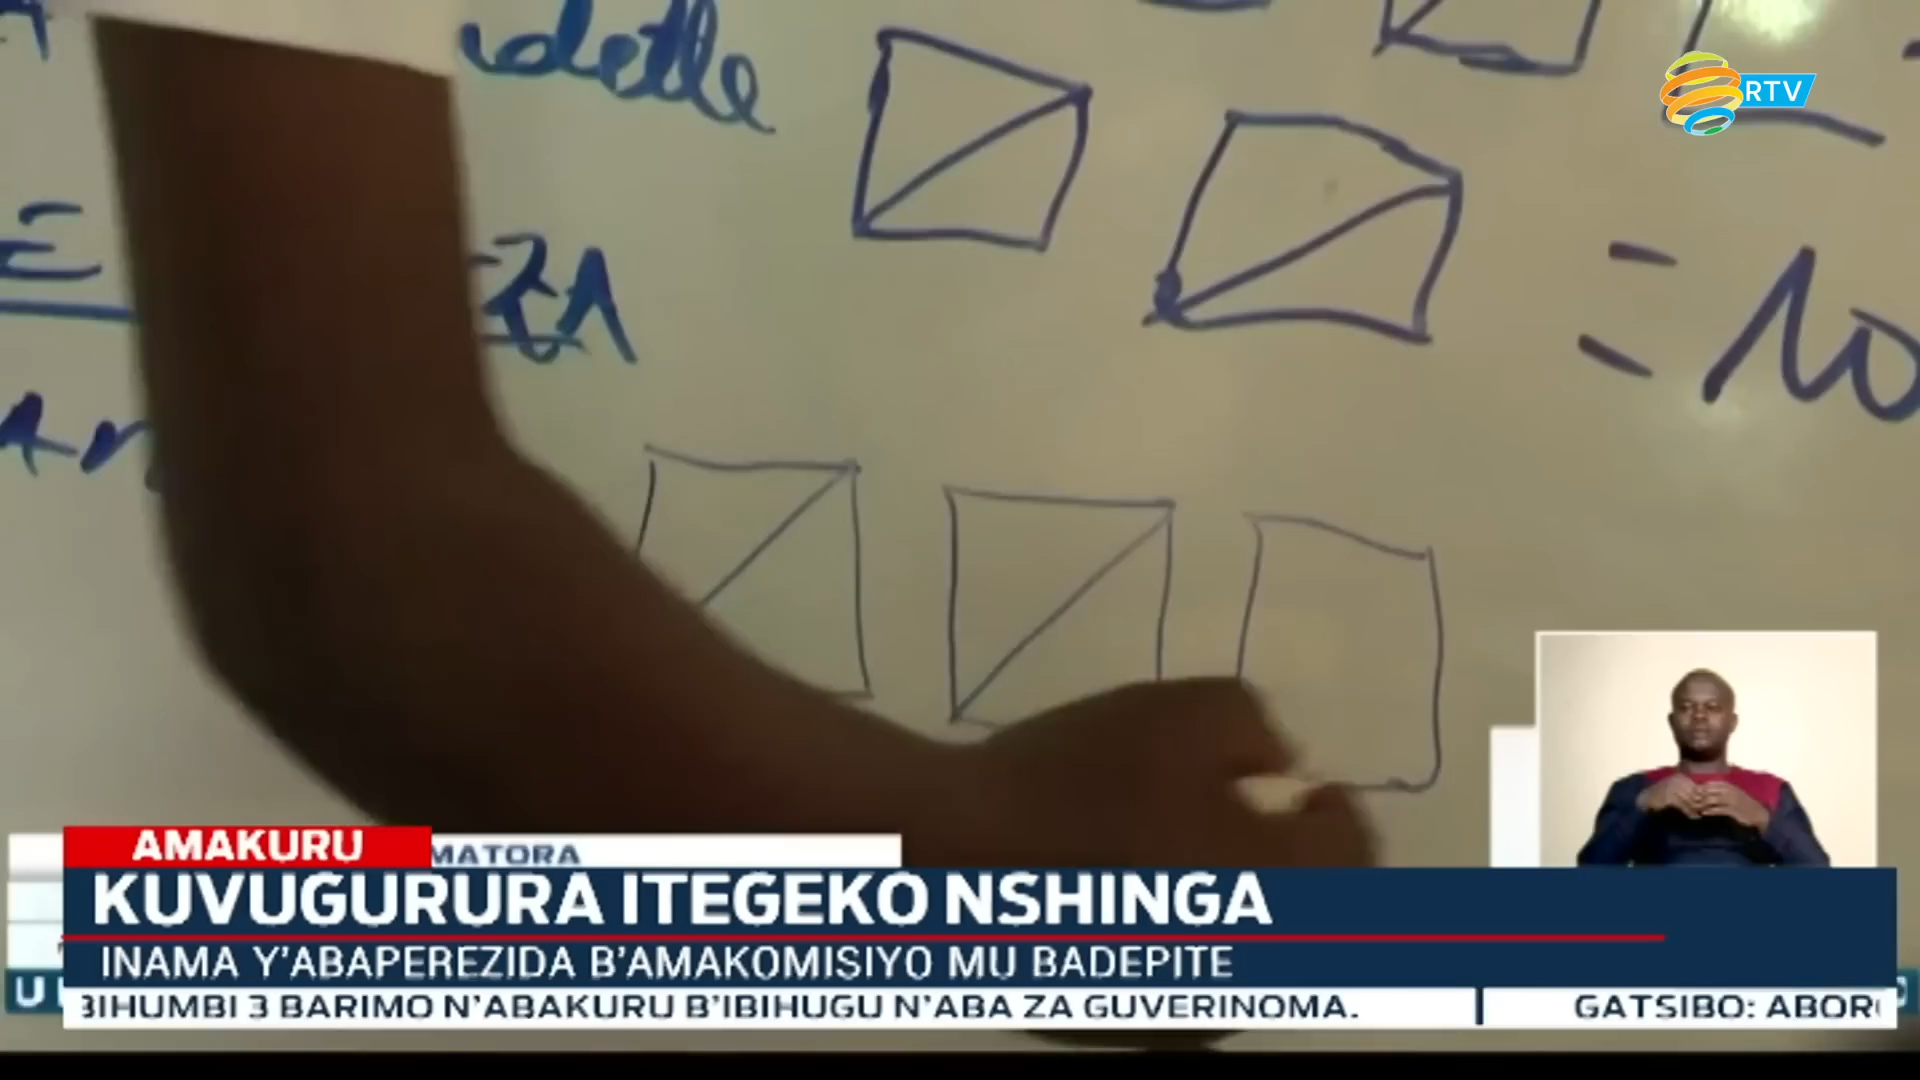 RTV
= 10
AMAKURU
MATORA
KUVUGURURA ITEGEKO NSHINGA
INAMA Y'ABAPEREZIDA B'AMAKOMISIYO MU BADEPITE
BIHUMBI 3 BARIMO N'ABAKURU B'IBIHUGU N'ABA ZA GUVERINOMA.
GATSIBO: ABOR